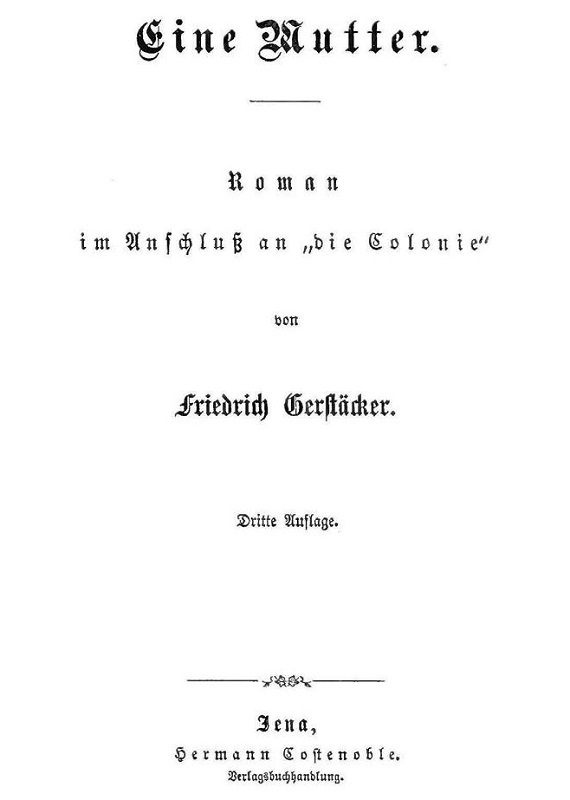 Eine Mutter.
Roman
im Anschluß an „die Colonie“
von
Friedrich Gerstäcker.
Dritte Auflage.
Jena,
Hermann Costenoble.
Verlagsbuchhandlung.